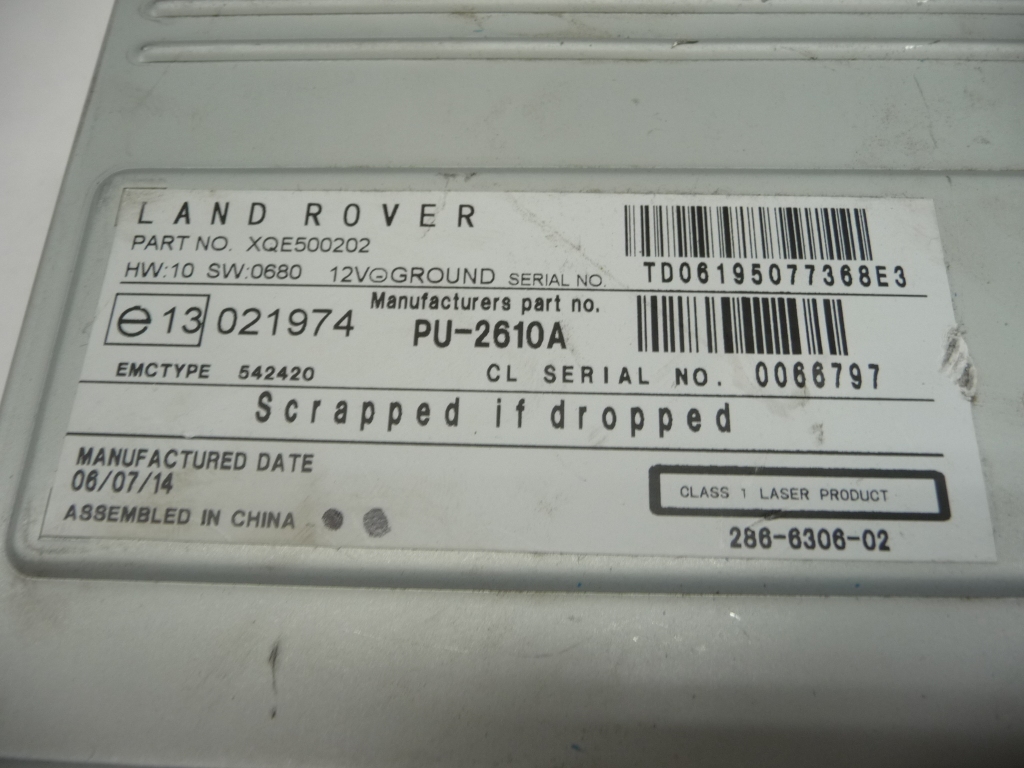 LAND ROVER
PART NO. XQE500202
HW:10 SW:0680 12V⊖GROUND SERIAL NO. TD06195077368E3
e13 021974 Manufacturers part no.
PU-2610A
EMCTYPE 542420 CL SERIAL NO. 0066797
Scrapped if dropped
MANUFACTURED DATE
06/07/14
CLASS 1 LASER PRODUCT
ASSEMBLED IN CHINA
286-6306-02